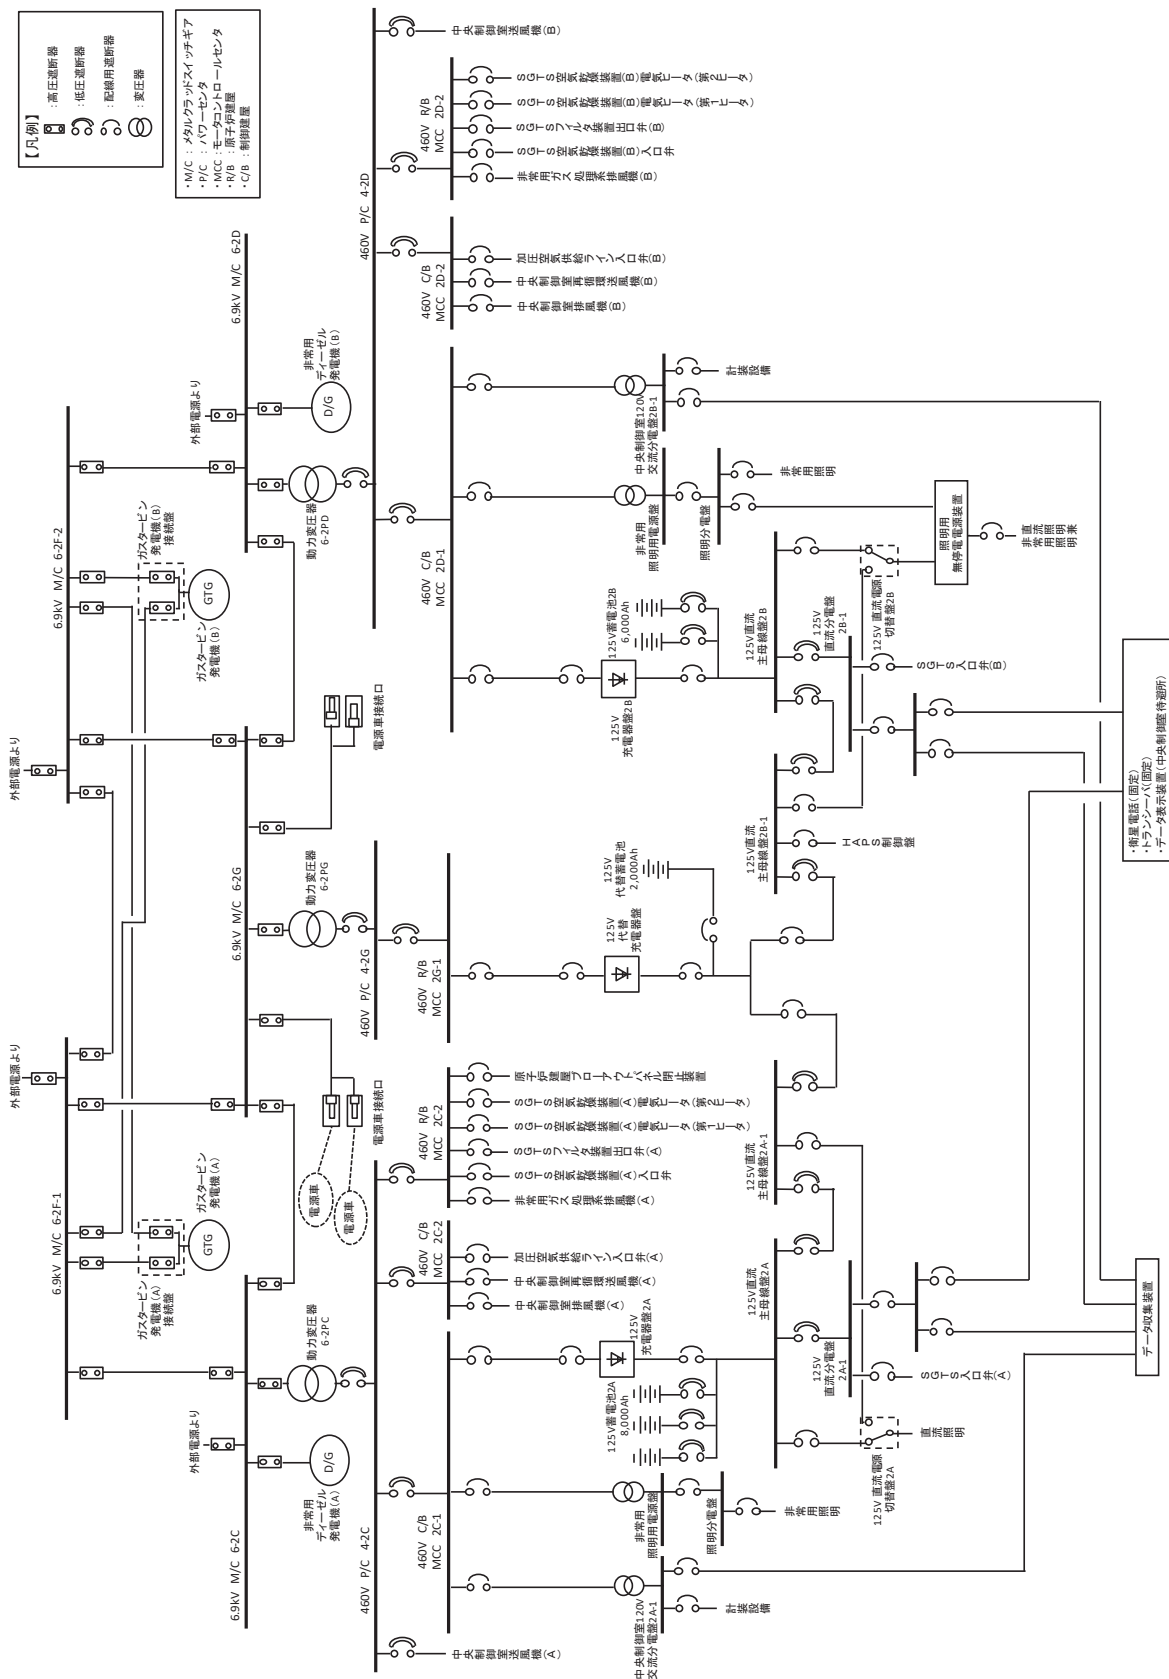 【凡例】
:高圧遮断器
:低圧遮断器
:配線用遮断器
:変圧器
・M/C : メタルクラッドスイッチギア
・P/C : パワーセンタ
・MCC:モータコントロールセンタ
・R/B : 原子炉建屋
・C/B : 制御建屋
外部電源より
6.9kV M/C 6-2F-1
ガスタービン
発電機(A)
接続盤
GTG
ガスタービン
発電機(A)
外部電源より
6.9kV M/C 6-2F-2
ガスタービン
発電機(B)
接続盤
GTG
ガスタービン
発電機(B)
外部電源より
6.9kV M/C 6-2C
D/G
非常用
ディーゼル
発電機(A)
動力変圧器
6-2PC
6.9kV M/C 6-2G
電源車
電源車
電源車接続口
動力変圧器
6-2PG
電源車接続口
外部電源より
6.9kV M/C 6-2D
動力変圧器
6-2PD
D/G
非常用
ディーゼル
発電機(B)
460V P/C 4-2C
中央制御室送風機(A)
460V C/B
MCC 2C-1
460V C/B
MCC 2C-2
中央制御室排風機(A)
中央制御室再循環送風機(A)
加圧空気供給ライン入口弁(A)
460V R/B
MCC 2C-2
非常用ガス処理系排風機(A)
SGTS空気乾燥装置(A)入口弁
SGTSフィルタ装置出口弁(A)
SGTS空気乾燥装置(A)電気ヒータ(第1ヒータ)
SGTS空気乾燥装置(A)電気ヒータ(第2ヒータ)
原子炉建屋ブローアウトパネル閉止装置
460V P/C 4-2G
460V R/B
MCC 2G-1
460V P/C 4-2D
460V C/B
MCC 2D-1
460V C/B
MCC 2D-2
中央制御室排風機(B)
中央制御室再循環送風機(B)
加圧空気供給ライン入口弁(B)
460V R/B
MCC 2D-2
非常用ガス処理系排風機(B)
SGTS空気乾燥装置(B)入口弁
SGTSフィルタ装置出口弁(B)
SGTS空気乾燥装置(B)電気ヒータ(第1ヒータ)
SGTS空気乾燥装置(B)電気ヒータ(第2ヒータ)
中央制御室送風機(B)
中央制御室120V
交流分電盤2A-1
計装設備
非常用
照明用電源盤
照明分電盤
非常用照明
125V蓄電池2A
8,000Ah
125V
充電器盤2A
125V
代替
充電器盤
125V
代替蓄電池
2,000Ah
125V
充電器盤2B
125V蓄電池2B
6,000Ah
非常用
照明用電源盤
照明分電盤
非常用照明
中央制御室120V
交流分電盤2B-1
計装設備
125V直流
主母線盤2A
125V直流
主母線盤2A-1
125V直流
主母線盤2B-1
HAPS制御盤
125V直流
主母線盤2B
125V
直流分電盤
2A-1
125V 直流電源
切替盤2A
直流照明
SGTS入口弁(A)
125V
直流分電盤
2B-1
125V 直流電源
切替盤2B
SGTS入口弁(B)
照明用
無停電電源装置
直流照明兼
非常用照明
データ収集装置
・衛星電話(固定)
・トランシーバ(固定)
・データ表示装置(中央制御室待避所)